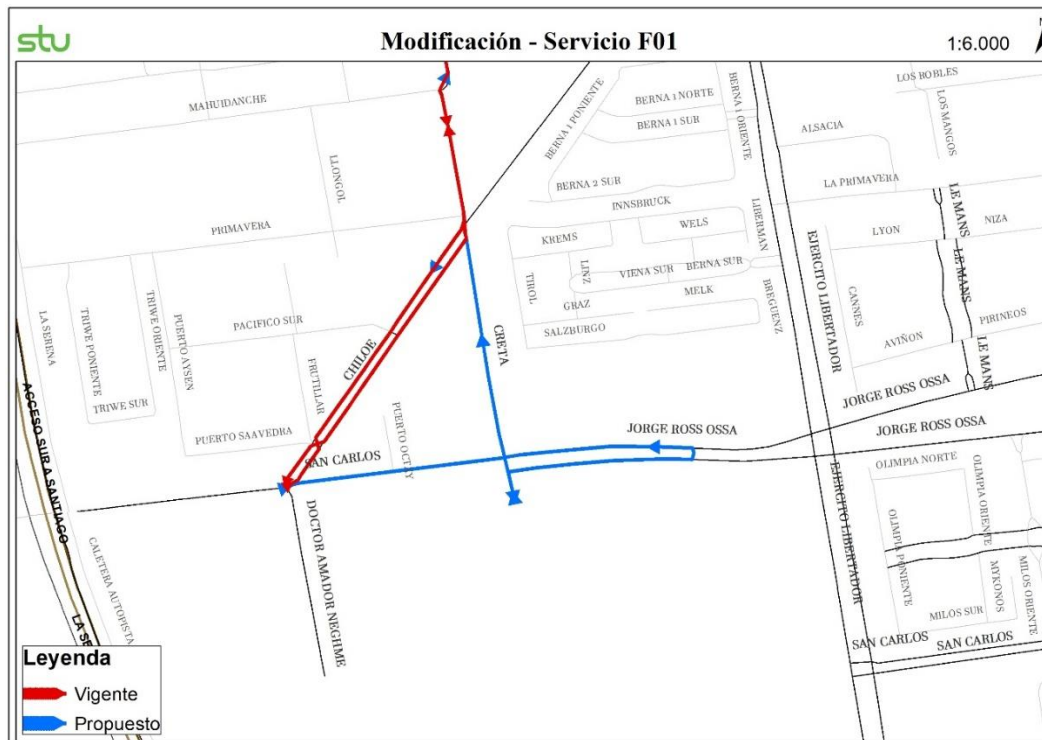 stu
Modificación - Servicio F01
1:6.000
MAHUIDANCHE
LLONGOL
PRIMAVERA
BERNA 1 PONIENTE
BERNA 1 NORTE
BERNA 1 SUR
BERNA 1 ORIENTE
BERNA 2 SUR
LOS ROBLES
LOS MANGOS
ALSACIA
LA PRIMAVERA
LE MANS
INNSBRUCK
KREMS
WELS
LIBERMAN
LYON
NIZA
LINZ
TIROL
VIENA SUR
BERNA SUR
GRAZ
MELK
BREGUENZ
SALZBURGO
EJERCITO LIBERTADOR
CANNES
LE MANS
PIRINEOS
AVIÑON
LE MANS
LA SERENA
TRIWE PONIENTE
TRIWE ORIENTE
PUERTO AYSEN
PACIFICO SUR
TRIWE SUR
FRUTILLAR
CHILOE
CRETA
PUERTO SAAVEDRA
PUERTO OCTAY
SAN CARLOS
JORGE ROSS OSSA
JORGE ROSS OSSA
JORGE ROSS OSSA
ACCESO SUR A SANTIAGO
CALETERA AUTOPISTA
LA SE
DOCTOR AMADOR NEGHME
EJERCITO LIBERTADOR
OLIMPIA NORTE
OLIMPIA ORIENTE
OLIMPIA PONIENTE
MYKONOS
MILOS ORIENTE
MILOS SUR
SAN CARLOS
SAN CARLOS
Leyenda
Vigente
Propuesto